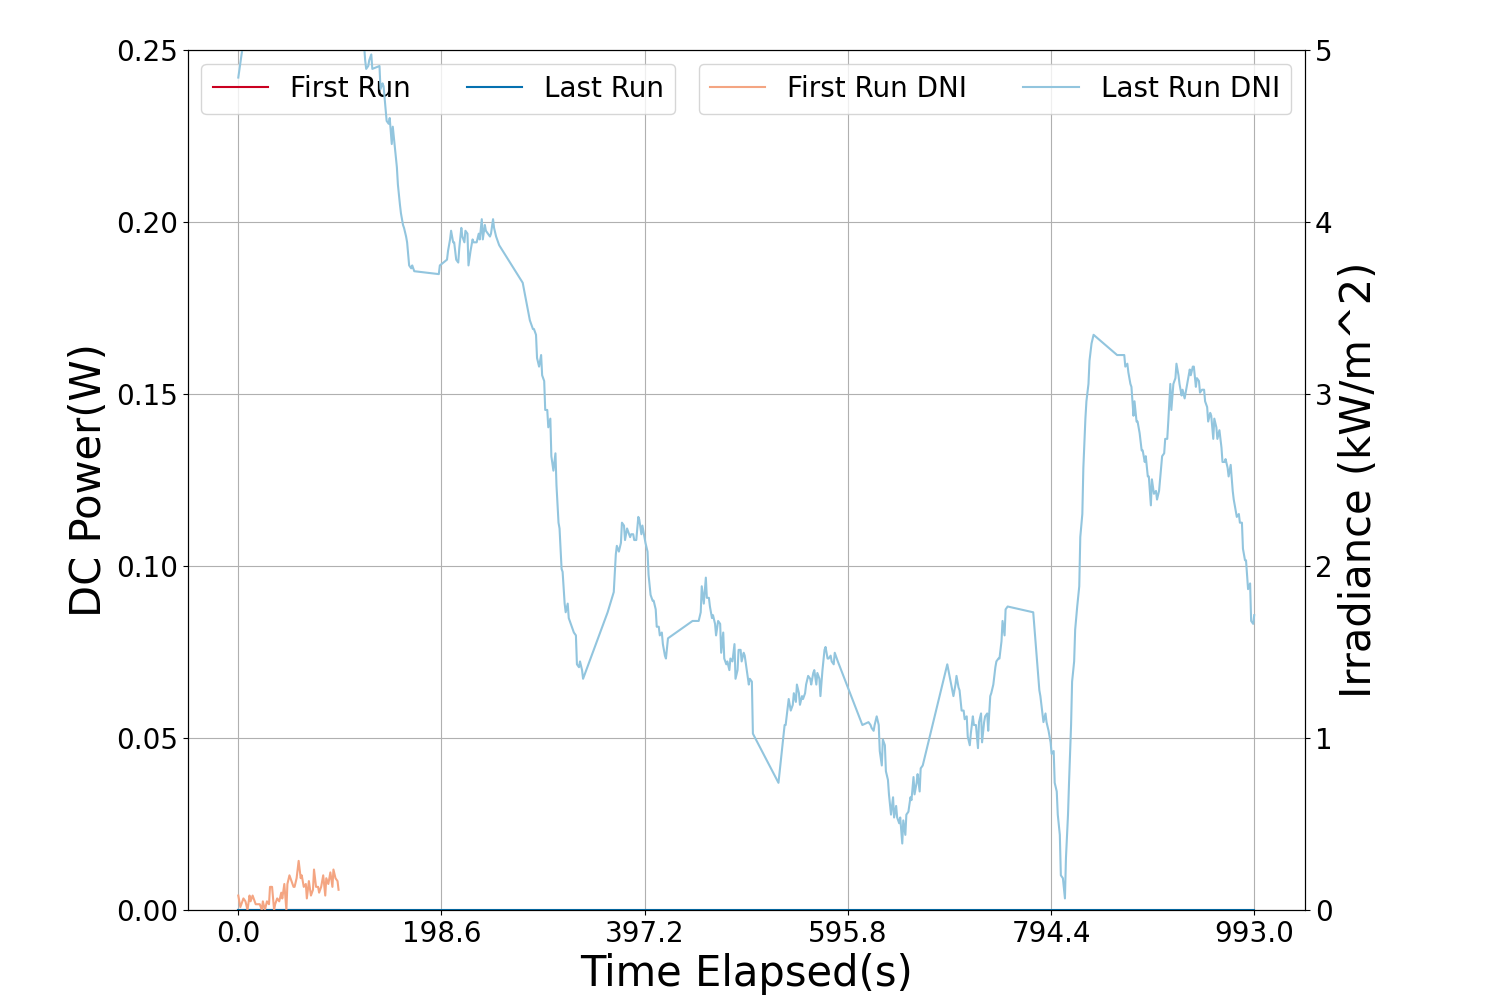 First Run
Last Run
First Run DNI
Last Run DNI
DC Power(W)
0.25
0.20
0.15
0.10
0.05
0.00
5
4
3
2
1
0
Irradiance (kW/m^2)
0.0 198.6 397.2 595.8 794.4 993.0
Time Elapsed(s)